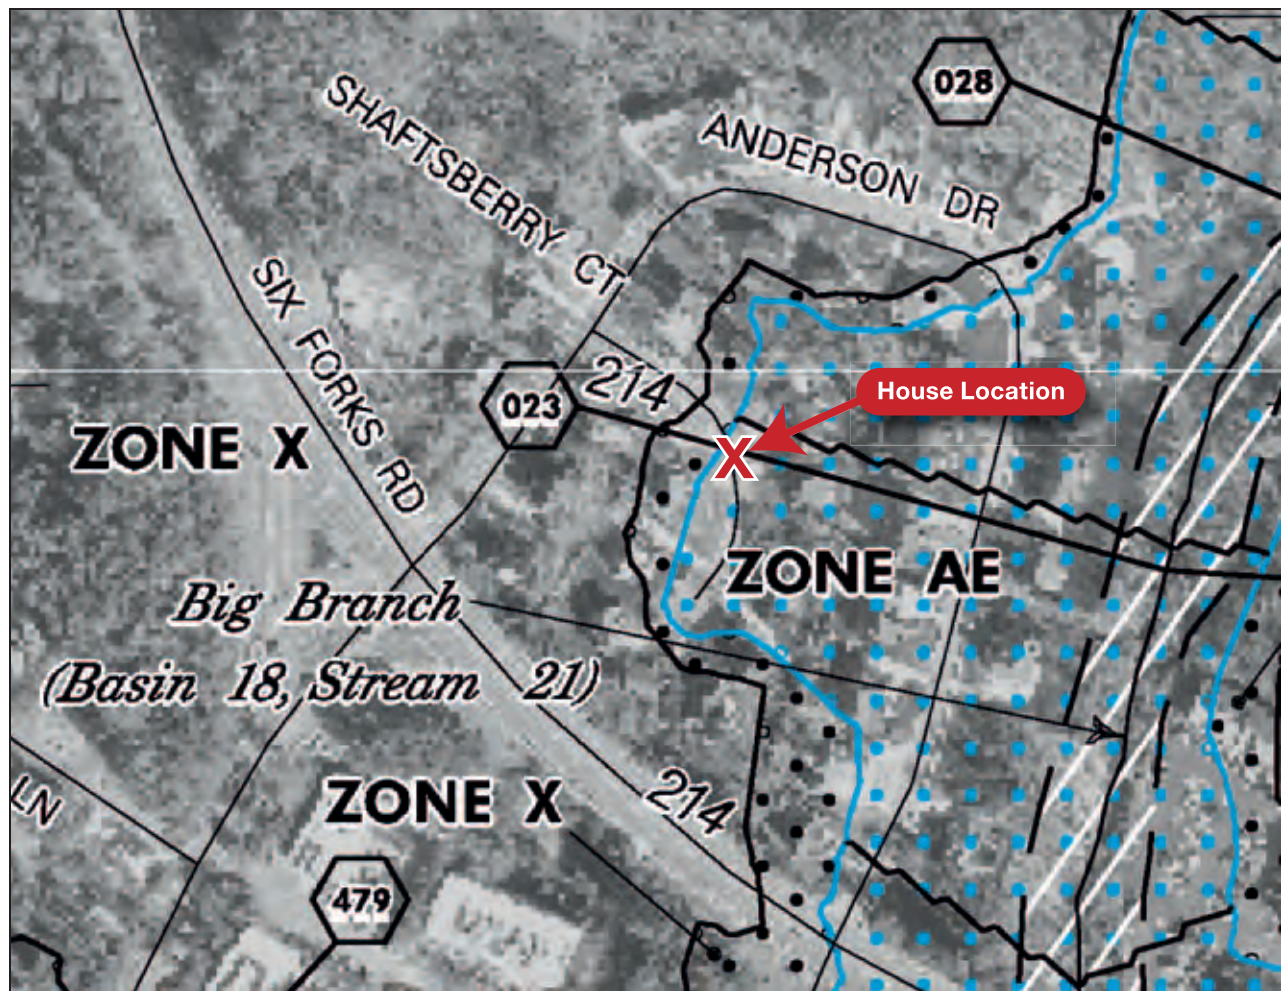 028
SHAFTSBERRY CT
ANDERSON DR
SIX FORKS RD
214
023
House Location
ZONE X
X
ZONE AE
Big Branch
(Basin 18, Stream 21)
ZONE X
214
LN
479